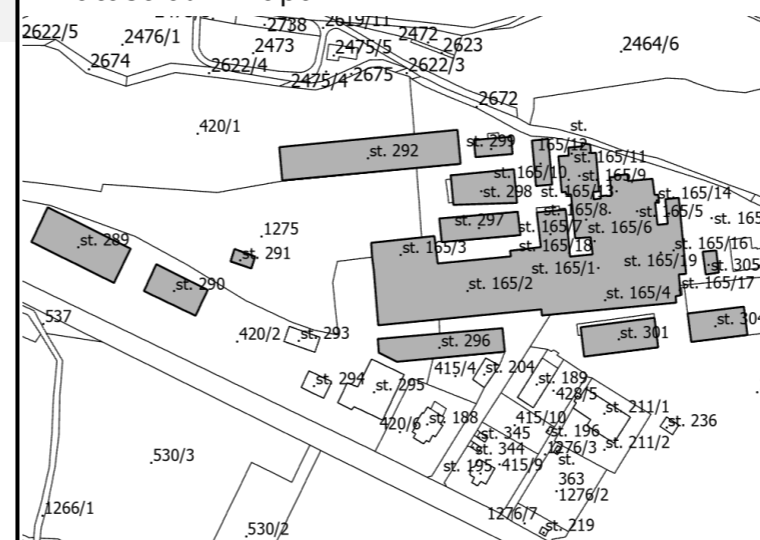 2622/5
2476/1
2738
2619/11
2472
2473
2475/5
2623
2464/6
2674
2622/4
2475/4
2675
2622/3
2672
420/1
st. 292
st. 299
165/12
st.
st. 165/11
st. 165/10
st. 165/9
st. 298
st. 165/13
st. 165/14
st. 297
st. 165/8
st. 165/5
st. 165
1275
st. 289
st. 291
st. 165/3
st. 165/7
st. 165/6
st. 165/18
st. 165/16
st. 165/19
st. 305
st. 165/1
st. 290
st. 165/2
st. 165/4
st. 165/17
537
420/2
st. 293
st. 296
st. 301
st. 304
st. 294
st. 295
415/4
st. 204
st. 189
428/5
st. 211/1
420/6
st. 188
415/10
st. 236
st. 345
st. 196
st. 344
1276/3
st. 211/2
530/3
st. 195
415/9
st.
363
1276/2
1266/1
1276/7
530/2
st. 219